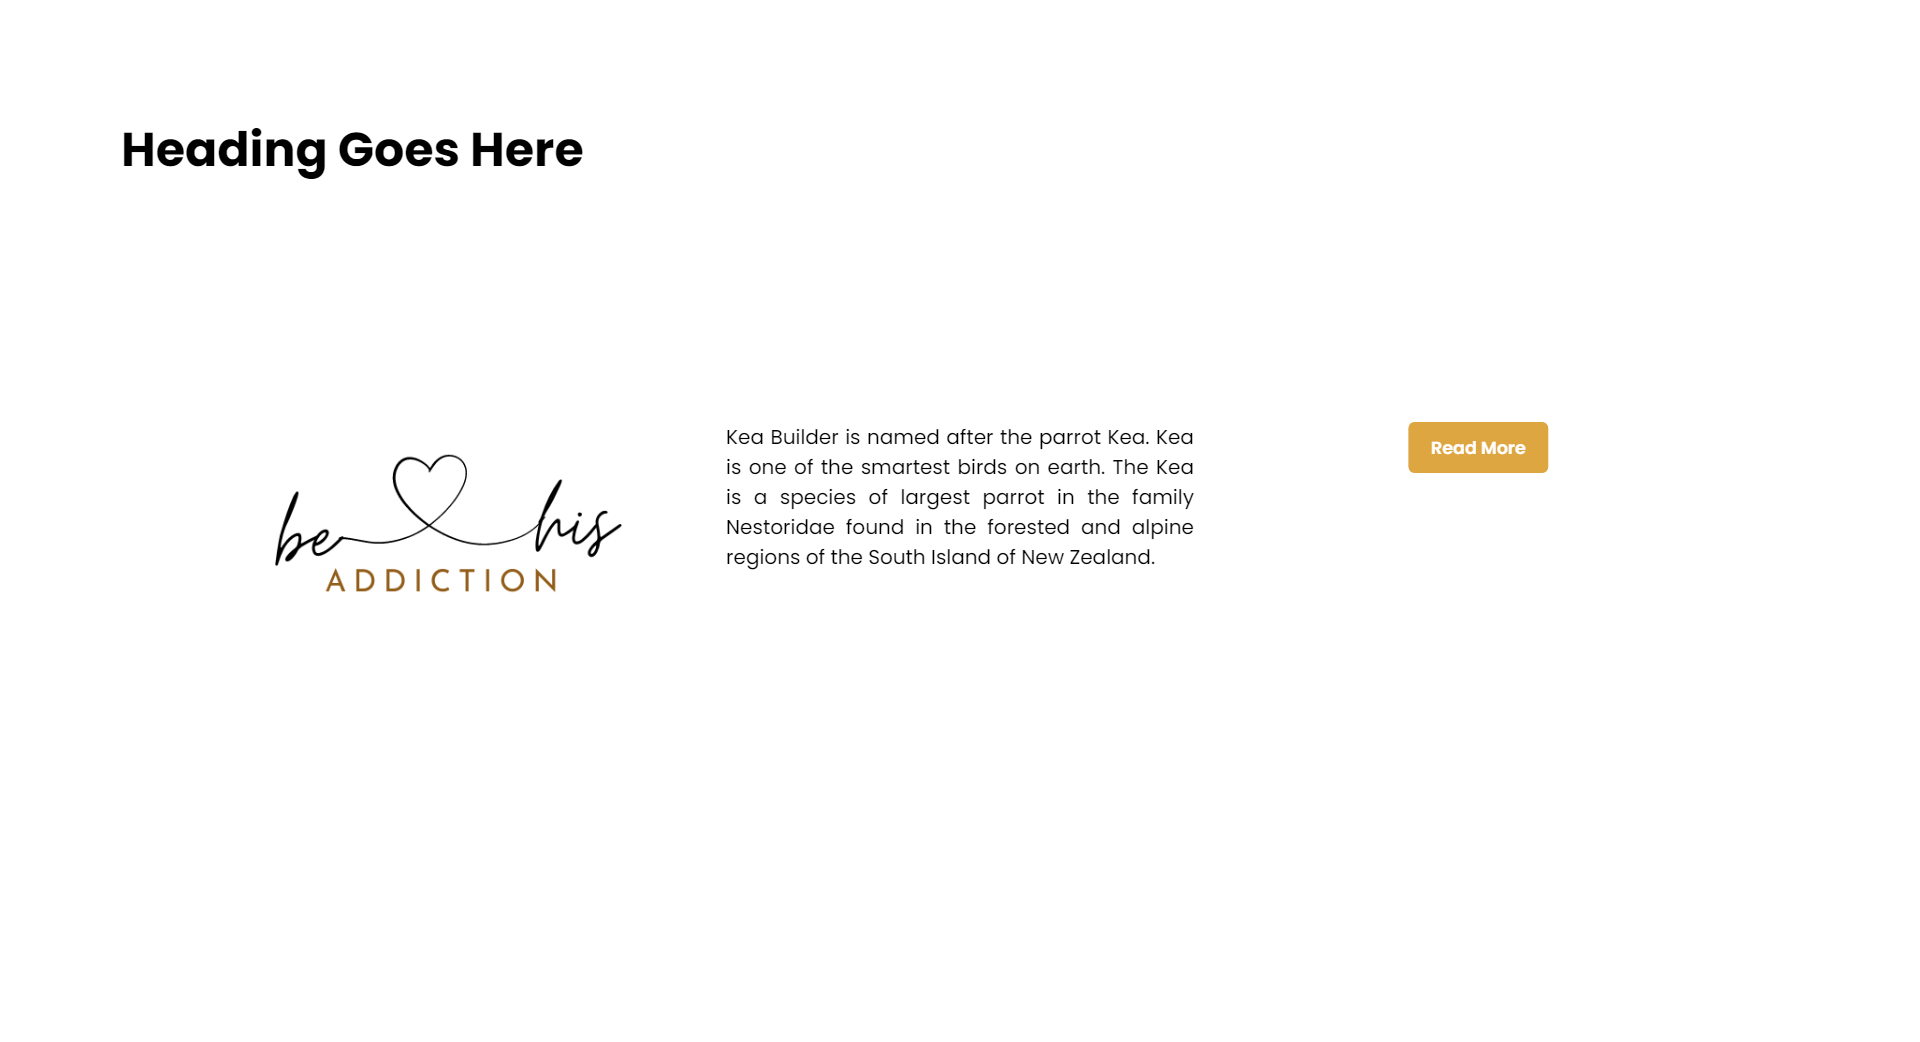 Heading Goes Here
be his
ADDICTION
Kea Builder is named after the parrot Kea. Kea
is one of the smartest birds on earth. The Kea
is a species of largest parrot in the family
Nestoridae found in the forested and alpine
regions of the South Island of New Zealand.
Read More